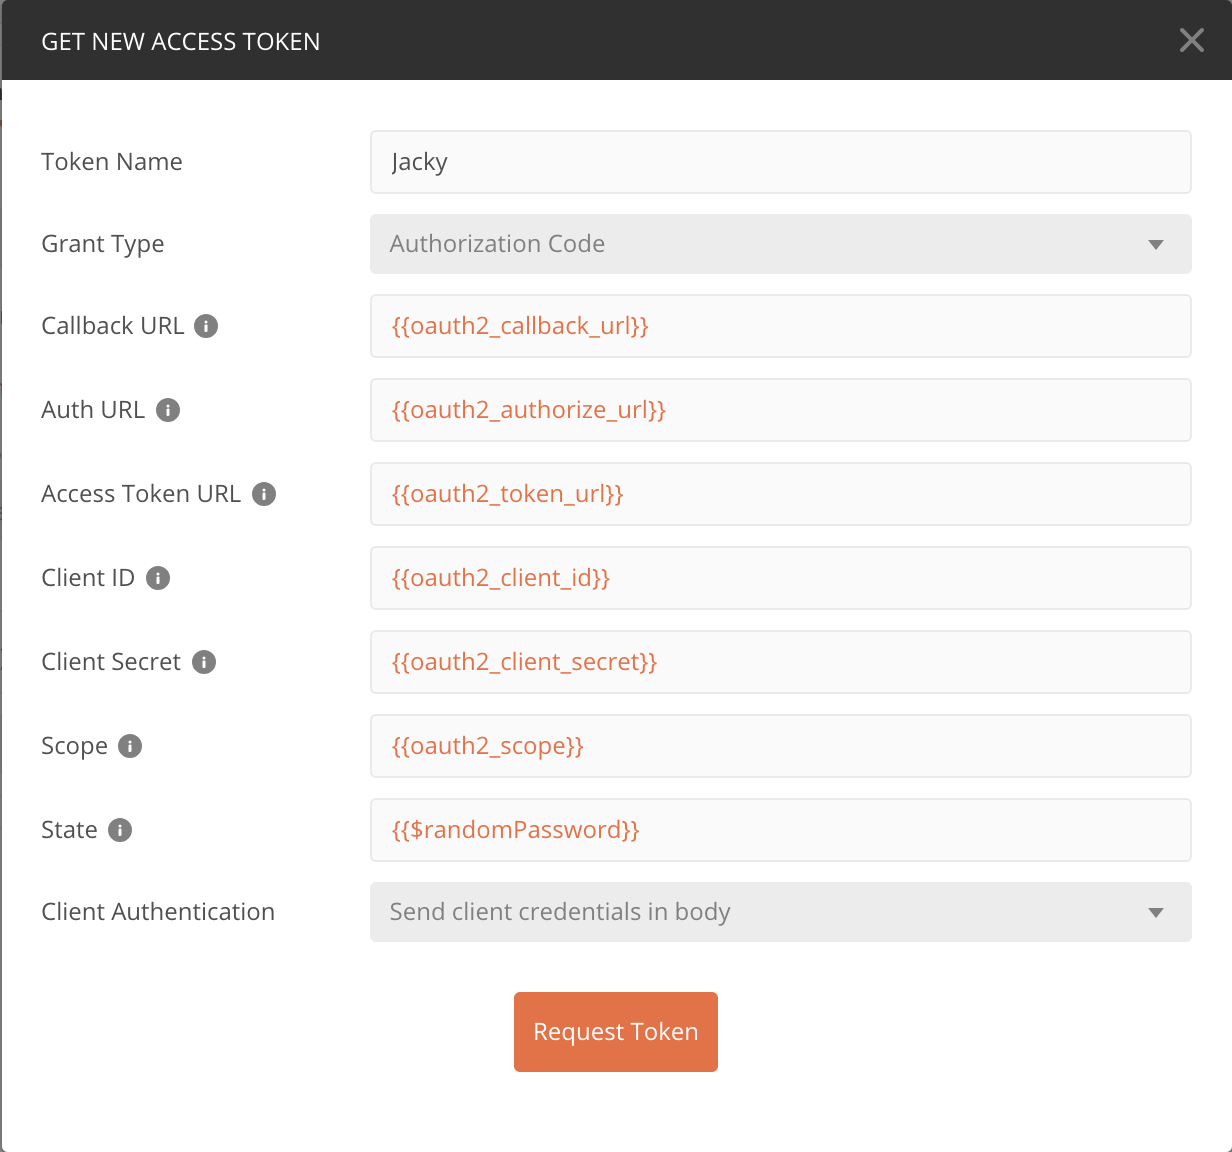 GET NEW ACCESS TOKEN
Token Name
Jacky
Grant Type
Authorization Code
Callback URL
{{oauth2_callback_url}}
Auth URL
{{oauth2_authorize_url}}
Access Token URL
{{oauth2_token_url}}
Client ID
{{oauth2_client_id}}
Client Secret
{{oauth2_client_secret}}
Scope
{{oauth2_scope}}
State
{{$randomPassword}}
Client Authentication
Send client credentials in body
Request Token